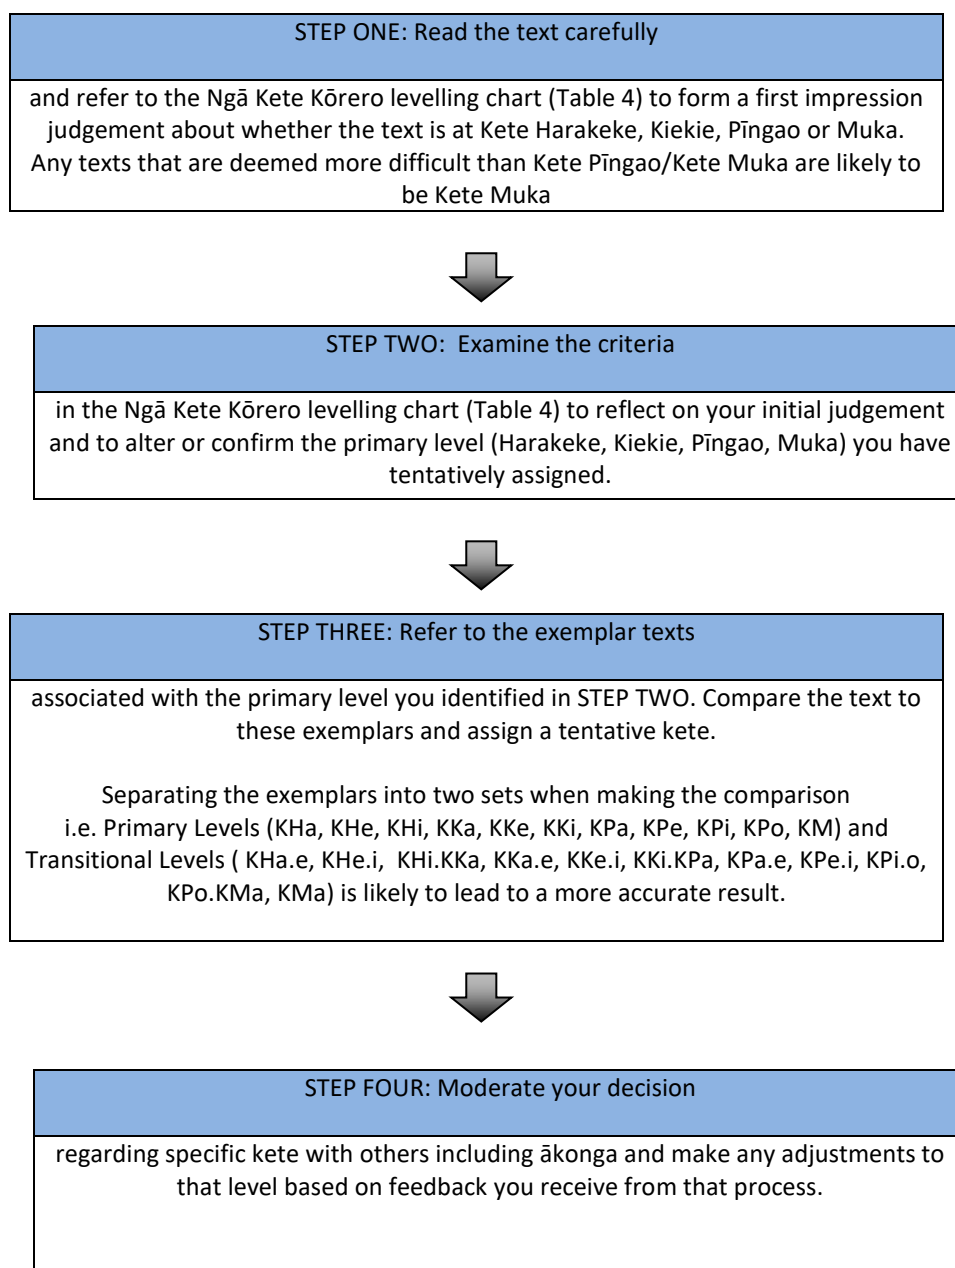 STEP ONE: Read the text carefully
and refer to the Ngā Kete Kōrero levelling chart (Table 4) to form a first impression
judgement about whether the text is at Kete Harakeke, Kiekie, Pīngao or Muka.
Any texts that are deemed more difficult than Kete Pīngao/Kete Muka are likely to
be Kete Muka
STEP TWO:  Examine the criteria
in the Ngā Kete Kōrero levelling chart (Table 4) to reflect on your initial judgement
and to alter or confirm the primary level (Harakeke, Kiekie, Pīngao, Muka) you have
tentatively assigned.
STEP THREE: Refer to the exemplar texts
associated with the primary level you identified in STEP TWO. Compare the text to
these exemplars and assign a tentative kete.
Separating the exemplars into two sets when making the comparison
i.e. Primary Levels (KHa, KHe, KHi, KKa, KKe, KKi, KPa, KPe, KPi, KPo, KM) and
Transitional Levels ( KHa.e, KHe.i,  KHi.KKa, KKa.e, KKe.i, KKi.KPa, KPa.e, KPe.i, KPi.o,
KPo.KMa, KMa) is likely to lead to a more accurate result.
STEP FOUR: Moderate your decision
regarding specific kete with others including ākonga and make any adjustments to
that level based on feedback you receive from that process.